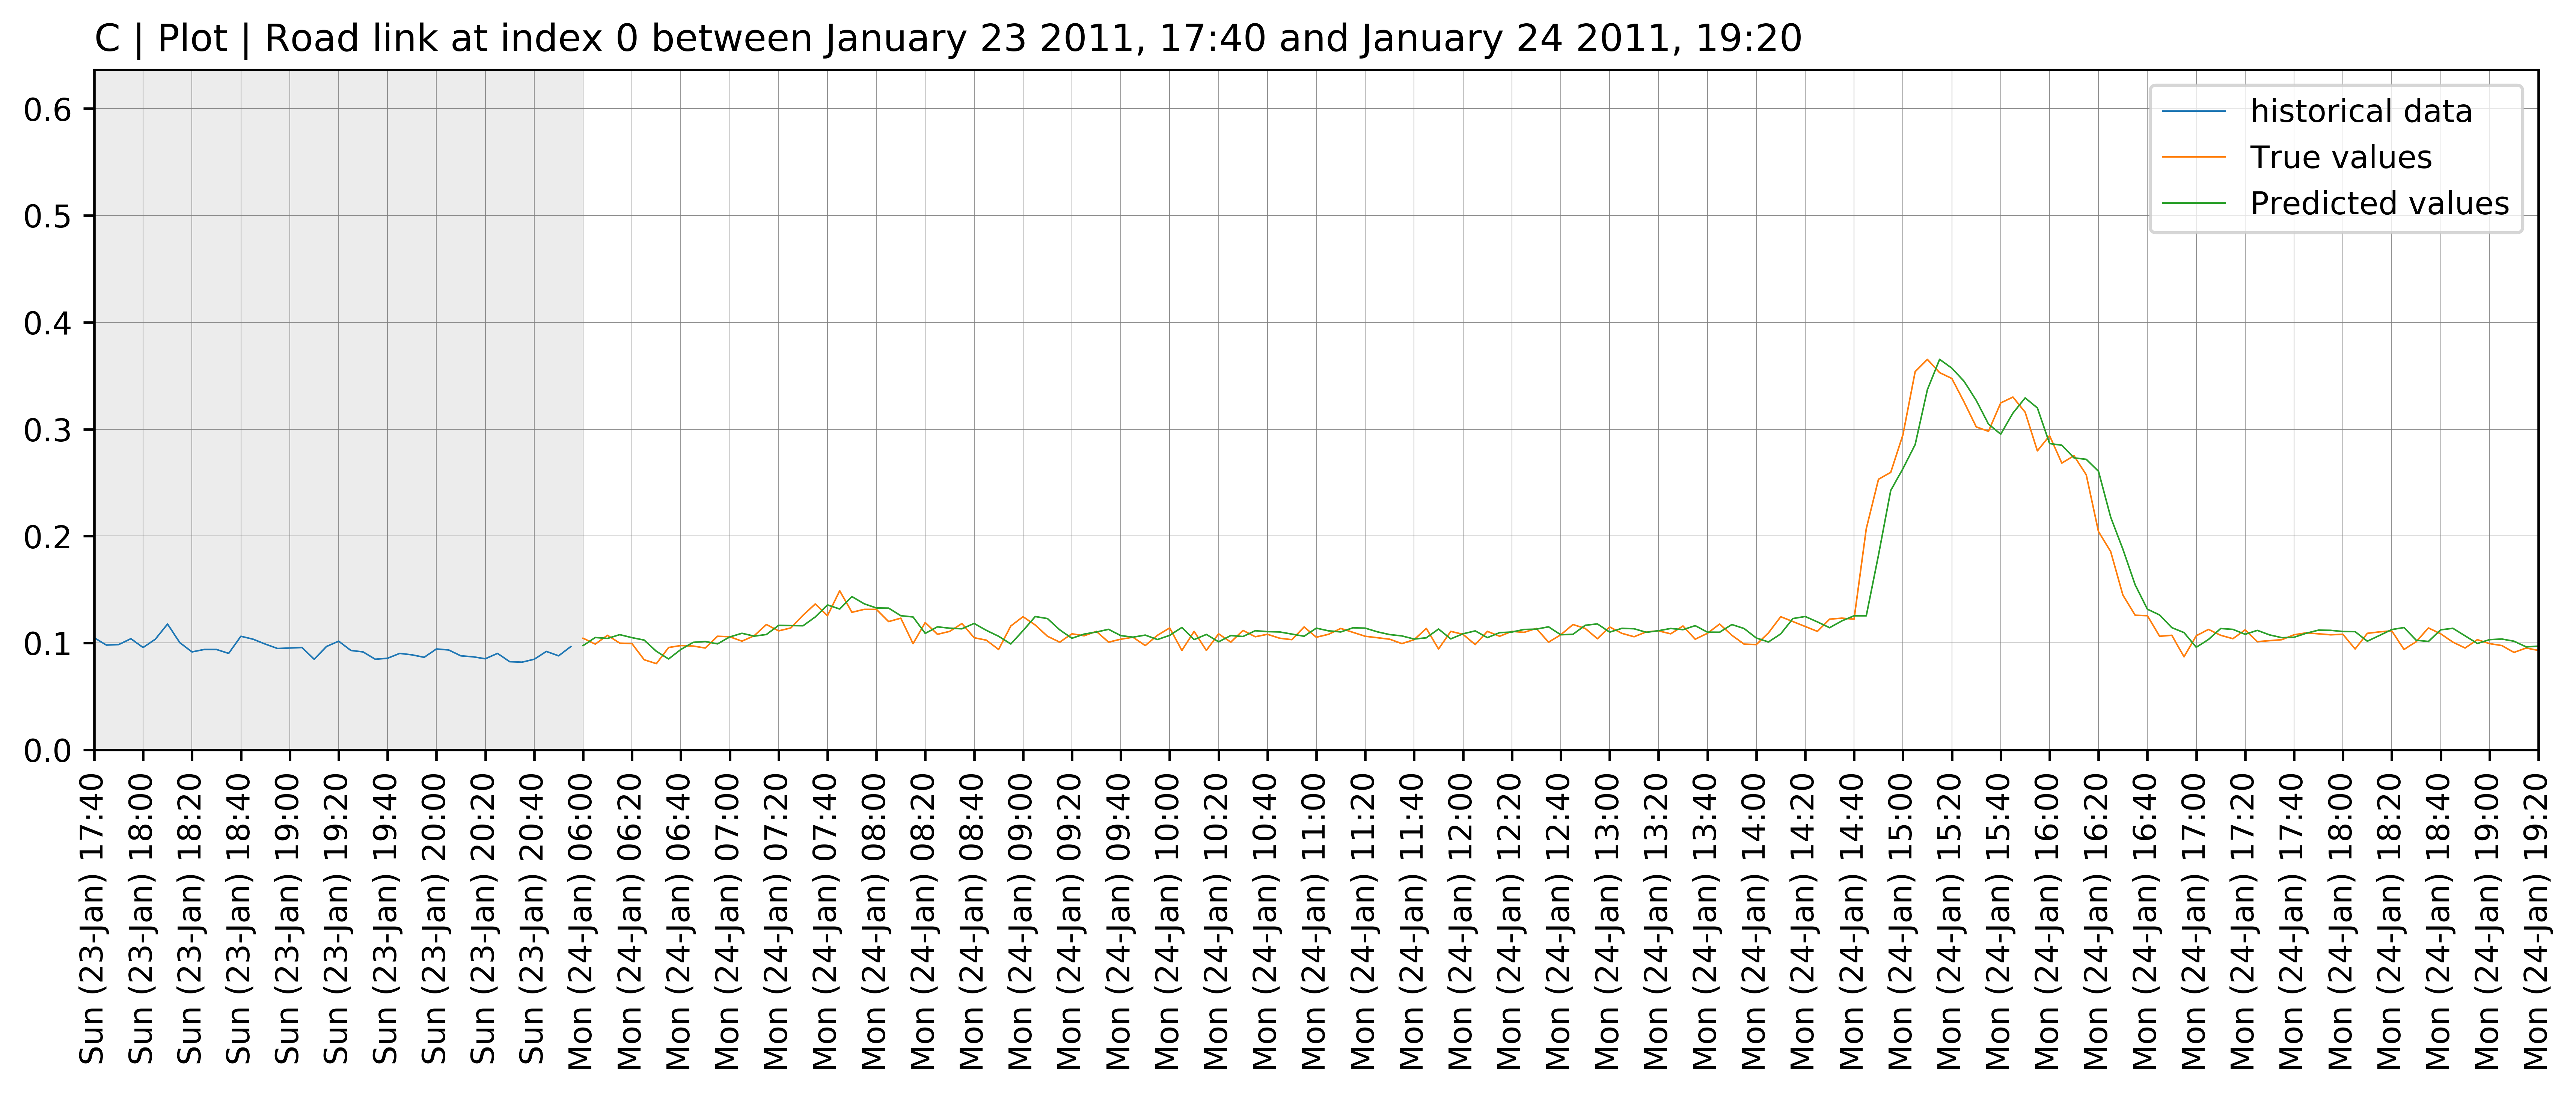 C | Plot | Road link at index 0 between January 23 2011, 17:40 and January 24 2011, 19:20
0.6
0.5
0.4
0.3
0.2
0.1
0.0
historical data
True values
Predicted values
Sun (23-Jan) 17:40
Sun (23-Jan) 18:00
Sun (23-Jan) 18:20
Sun (23-Jan) 18:40
Sun (23-Jan) 19:00
Sun (23-Jan) 19:20
Sun (23-Jan) 19:40
Sun (23-Jan) 20:00
Sun (23-Jan) 20:20
Sun (23-Jan) 20:40
Mon (24-Jan) 06:00
Mon (24-Jan) 06:20
Mon (24-Jan) 06:40
Mon (24-Jan) 07:00
Mon (24-Jan) 07:20
Mon (24-Jan) 07:40
Mon (24-Jan) 08:00
Mon (24-Jan) 08:20
Mon (24-Jan) 08:40
Mon (24-Jan) 09:00
Mon (24-Jan) 09:20
Mon (24-Jan) 09:40
Mon (24-Jan) 10:00
Mon (24-Jan) 10:20
Mon (24-Jan) 10:40
Mon (24-Jan) 11:00
Mon (24-Jan) 11:20
Mon (24-Jan) 11:40
Mon (24-Jan) 12:00
Mon (24-Jan) 12:20
Mon (24-Jan) 12:40
Mon (24-Jan) 13:00
Mon (24-Jan) 13:20
Mon (24-Jan) 13:40
Mon (24-Jan) 14:00
Mon (24-Jan) 14:20
Mon (24-Jan) 14:40
Mon (24-Jan) 15:00
Mon (24-Jan) 15:20
Mon (24-Jan) 15:40
Mon (24-Jan) 16:00
Mon (24-Jan) 16:20
Mon (24-Jan) 16:40
Mon (24-Jan) 17:00
Mon (24-Jan) 17:20
Mon (24-Jan) 17:40
Mon (24-Jan) 18:00
Mon (24-Jan) 18:20
Mon (24-Jan) 18:40
Mon (24-Jan) 19:00
Mon (24-Jan) 19:20